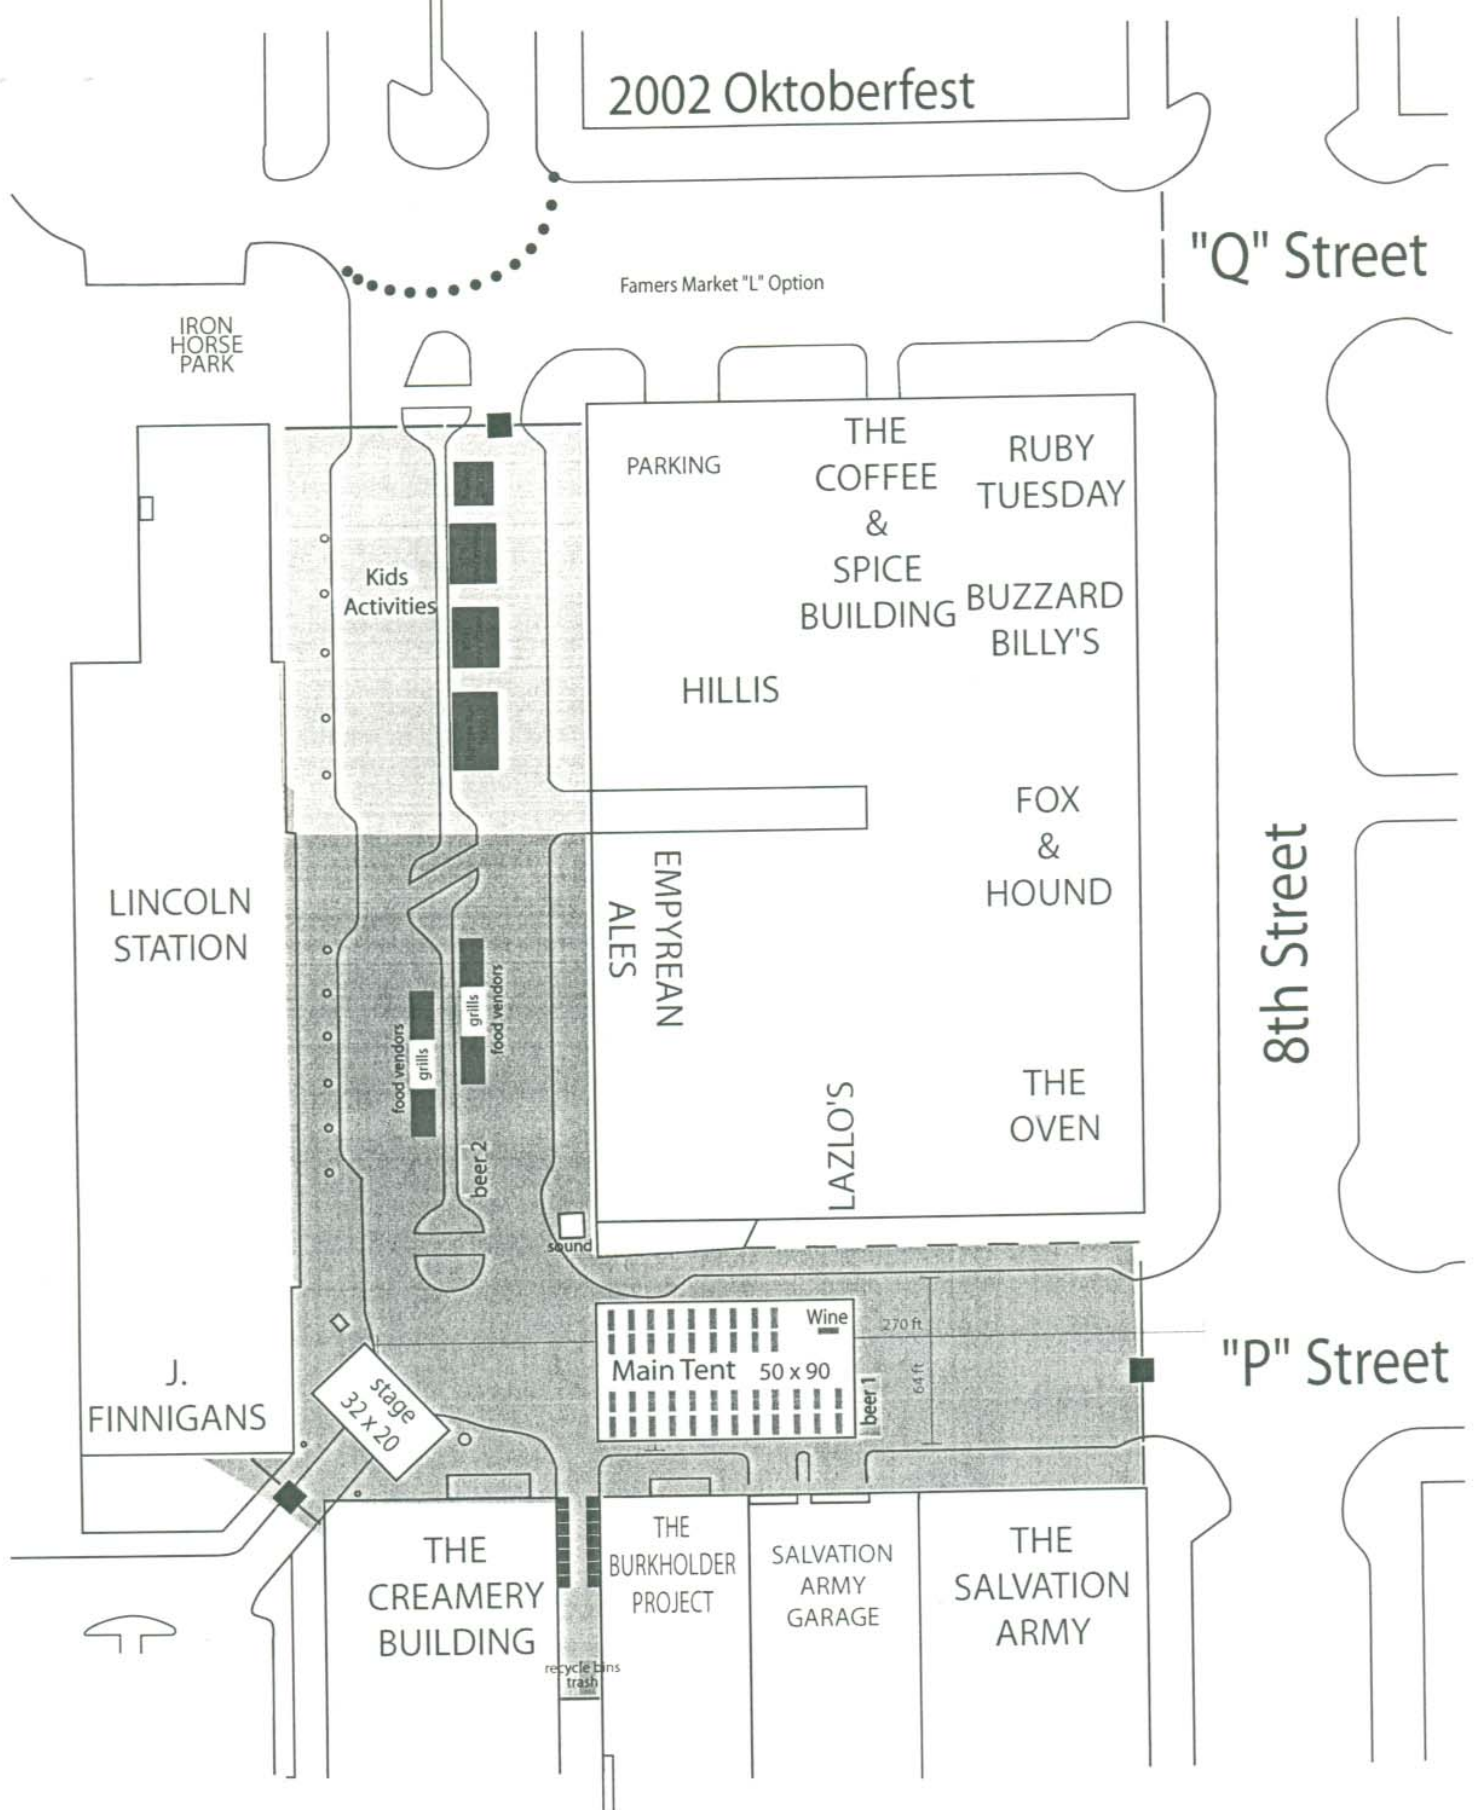 2002 Oktoberfest
"Q" Street
Famers Market "L" Option
IRON
HORSE
PARK
PARKING
THE
COFFEE
&
SPICE
BUILDING
RUBY
TUESDAY
Kids
Activities
BUZZARD
BILLY'S
HILLIS
FOX
&
HOUND
LINCOLN
STATION
EMPYREAN
ALES
8th Street
grills
food vendors
food vendors
grills
THE
OVEN
LAZLO'S
beer 2
sound
Wine
270 ft
64 ft
Main Tent 50 x 90
beer 1
"P" Street
J.
FINNIGANS
stage
32 x 20
THE
CREAMERY
BUILDING
THE
BURKHOLDER
PROJECT
SALVATION
ARMY
GARAGE
THE
SALVATION
ARMY
recycle bins
trash